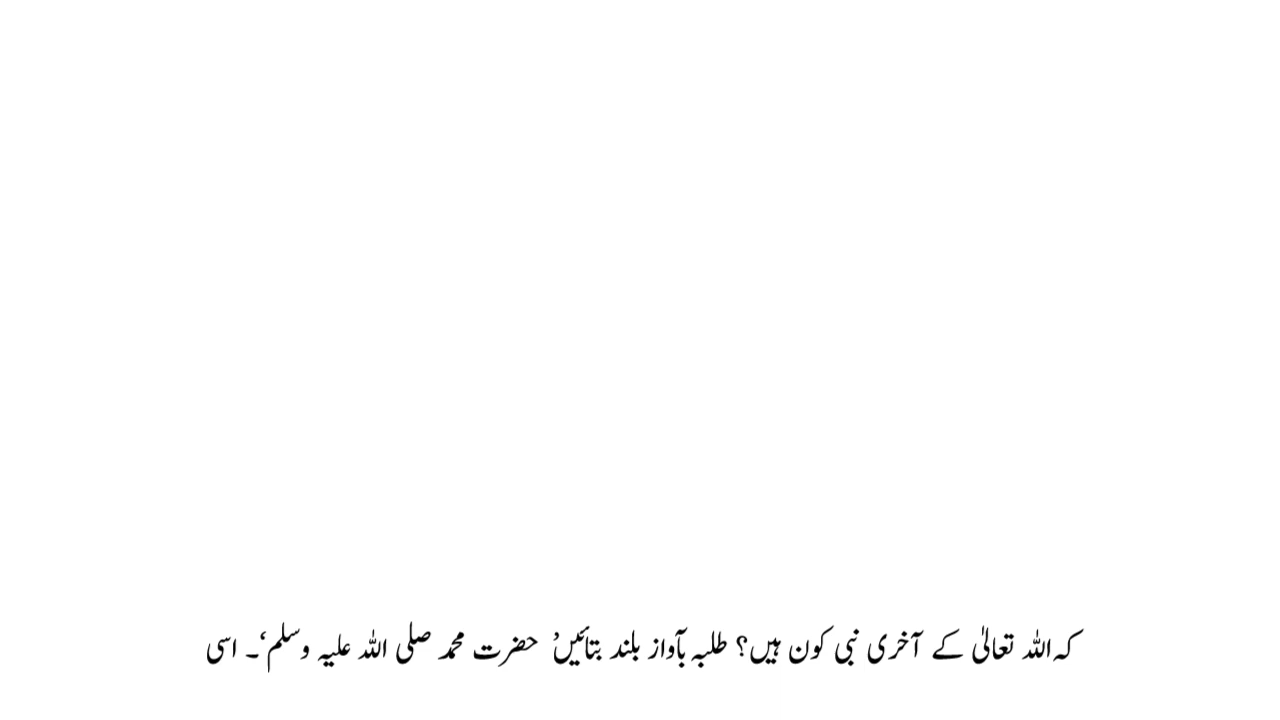 کہ اللہ تعالیٰ کے آخری نبی کون ہیں؟ طلبہ بآواز بلند بتائیں’ حضرت محمد صلی اللہ علیہ وسلم‘۔ اسی